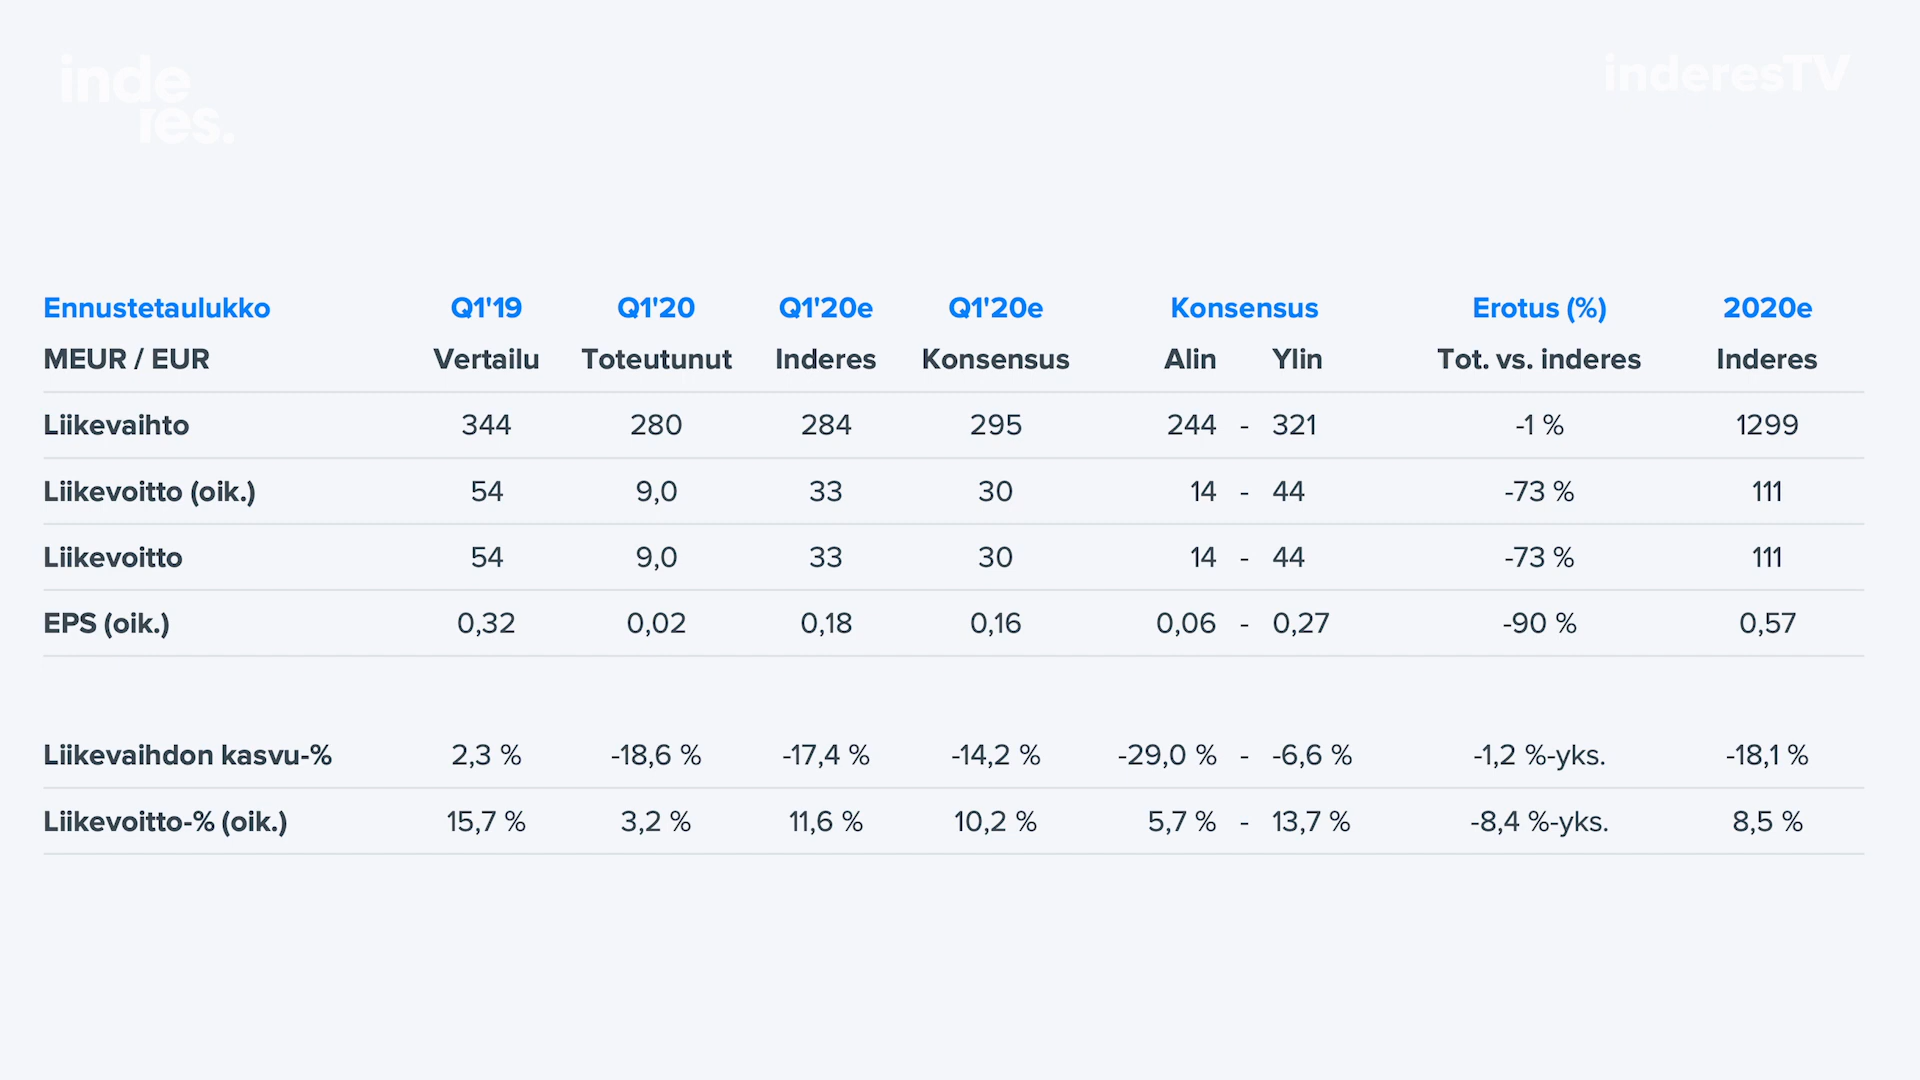 inde
res.
inderesTV
Ennustetaulukko Q1'19 Q1'20 Q1'20e Q1'20e Konsensus Erotus (%) 2020e
MEUR / EUR Vertailu Toteutunut Inderes Konsensus Alin Ylin Tot. vs. inderes Inderes
Liikevaihto 344 280 284 295 244 - 321 -1 % 1299
Liikevoitto (oik.) 54 9,0 33 30 14 - 44 -73 % 111
Liikevoitto 54 9,0 33 30 14 - 44 -73 % 111
EPS (oik.) 0,32 0,02 0,18 0,16 0,06 - 0,27 -90 % 0,57
Liikevaihdon kasvu-% 2,3 % -18,6 % -17,4 % -14,2 % -29,0 % - -6,6 % -1,2 %-yks. -18,1 %
Liikevoitto-% (oik.) 15,7 % 3,2 % 11,6 % 10,2 % 5,7 % - 13,7 % -8,4 %-yks. 8,5 %